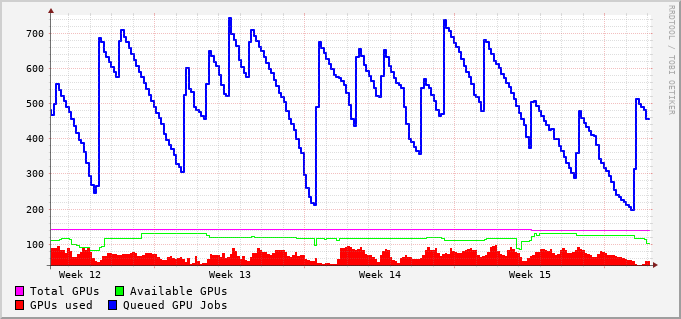 700
600
500
400
300
200
100
Week 12 Week 13 Week 14 Week 15
Total GPUs Available GPUs
GPUs used Queued GPU Jobs
RRDTOOL / TOBI OETIKER